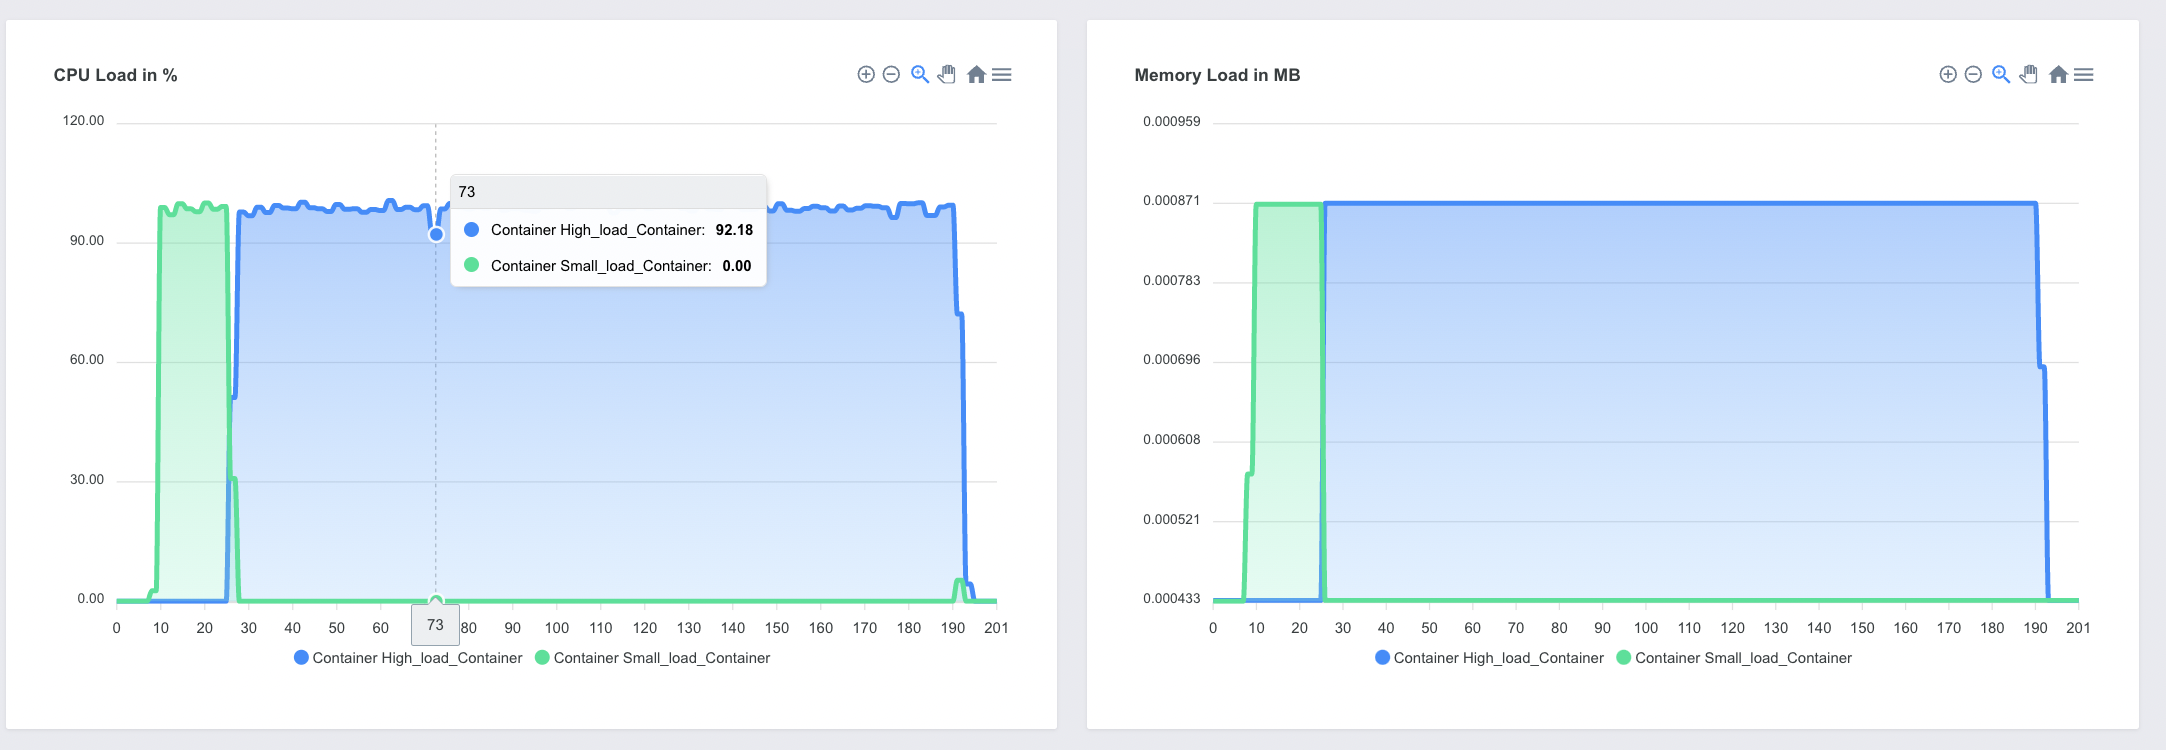 CPU Load in %
120.00
90.00
60.00
30.00
0.00
73
Container High_load_Container: 92.18
Container Small_load_Container: 0.00
0 10 20 30 40 50 60 73 80 90 100 110 120 130 140 150 160 170 180 190 201
Container High_load_Container Container Small_load_Container
Memory Load in MB
0.000959
0.000871
0.000783
0.000696
0.000608
0.000521
0.000433
0 10 20 30 40 50 60 70 80 90 100 110 120 130 140 150 160 170 180 190 201
Container High_load_Container Container Small_load_Container